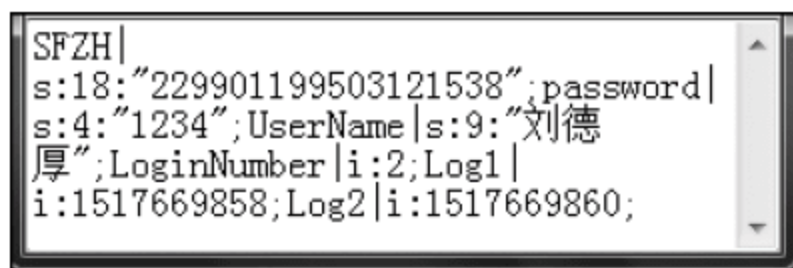 SFZH|
s:18:"229901199503121538";password|
s:4:"1234";UserName|s:9:"刘德
厚";LoginNumber|i:2;Log1|
i:1517669858;Log2|i:1517669860;